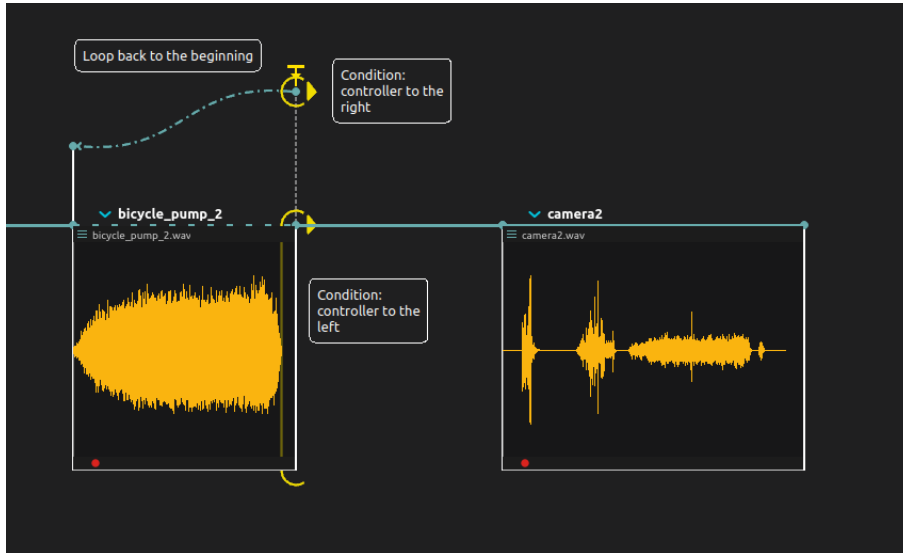 Loop back to the beginning
Condition:
controller to the
right
bicycle_pump_2
bicycle_pump_2.wav
camera2
camera2.wav
Condition:
controller to the
left